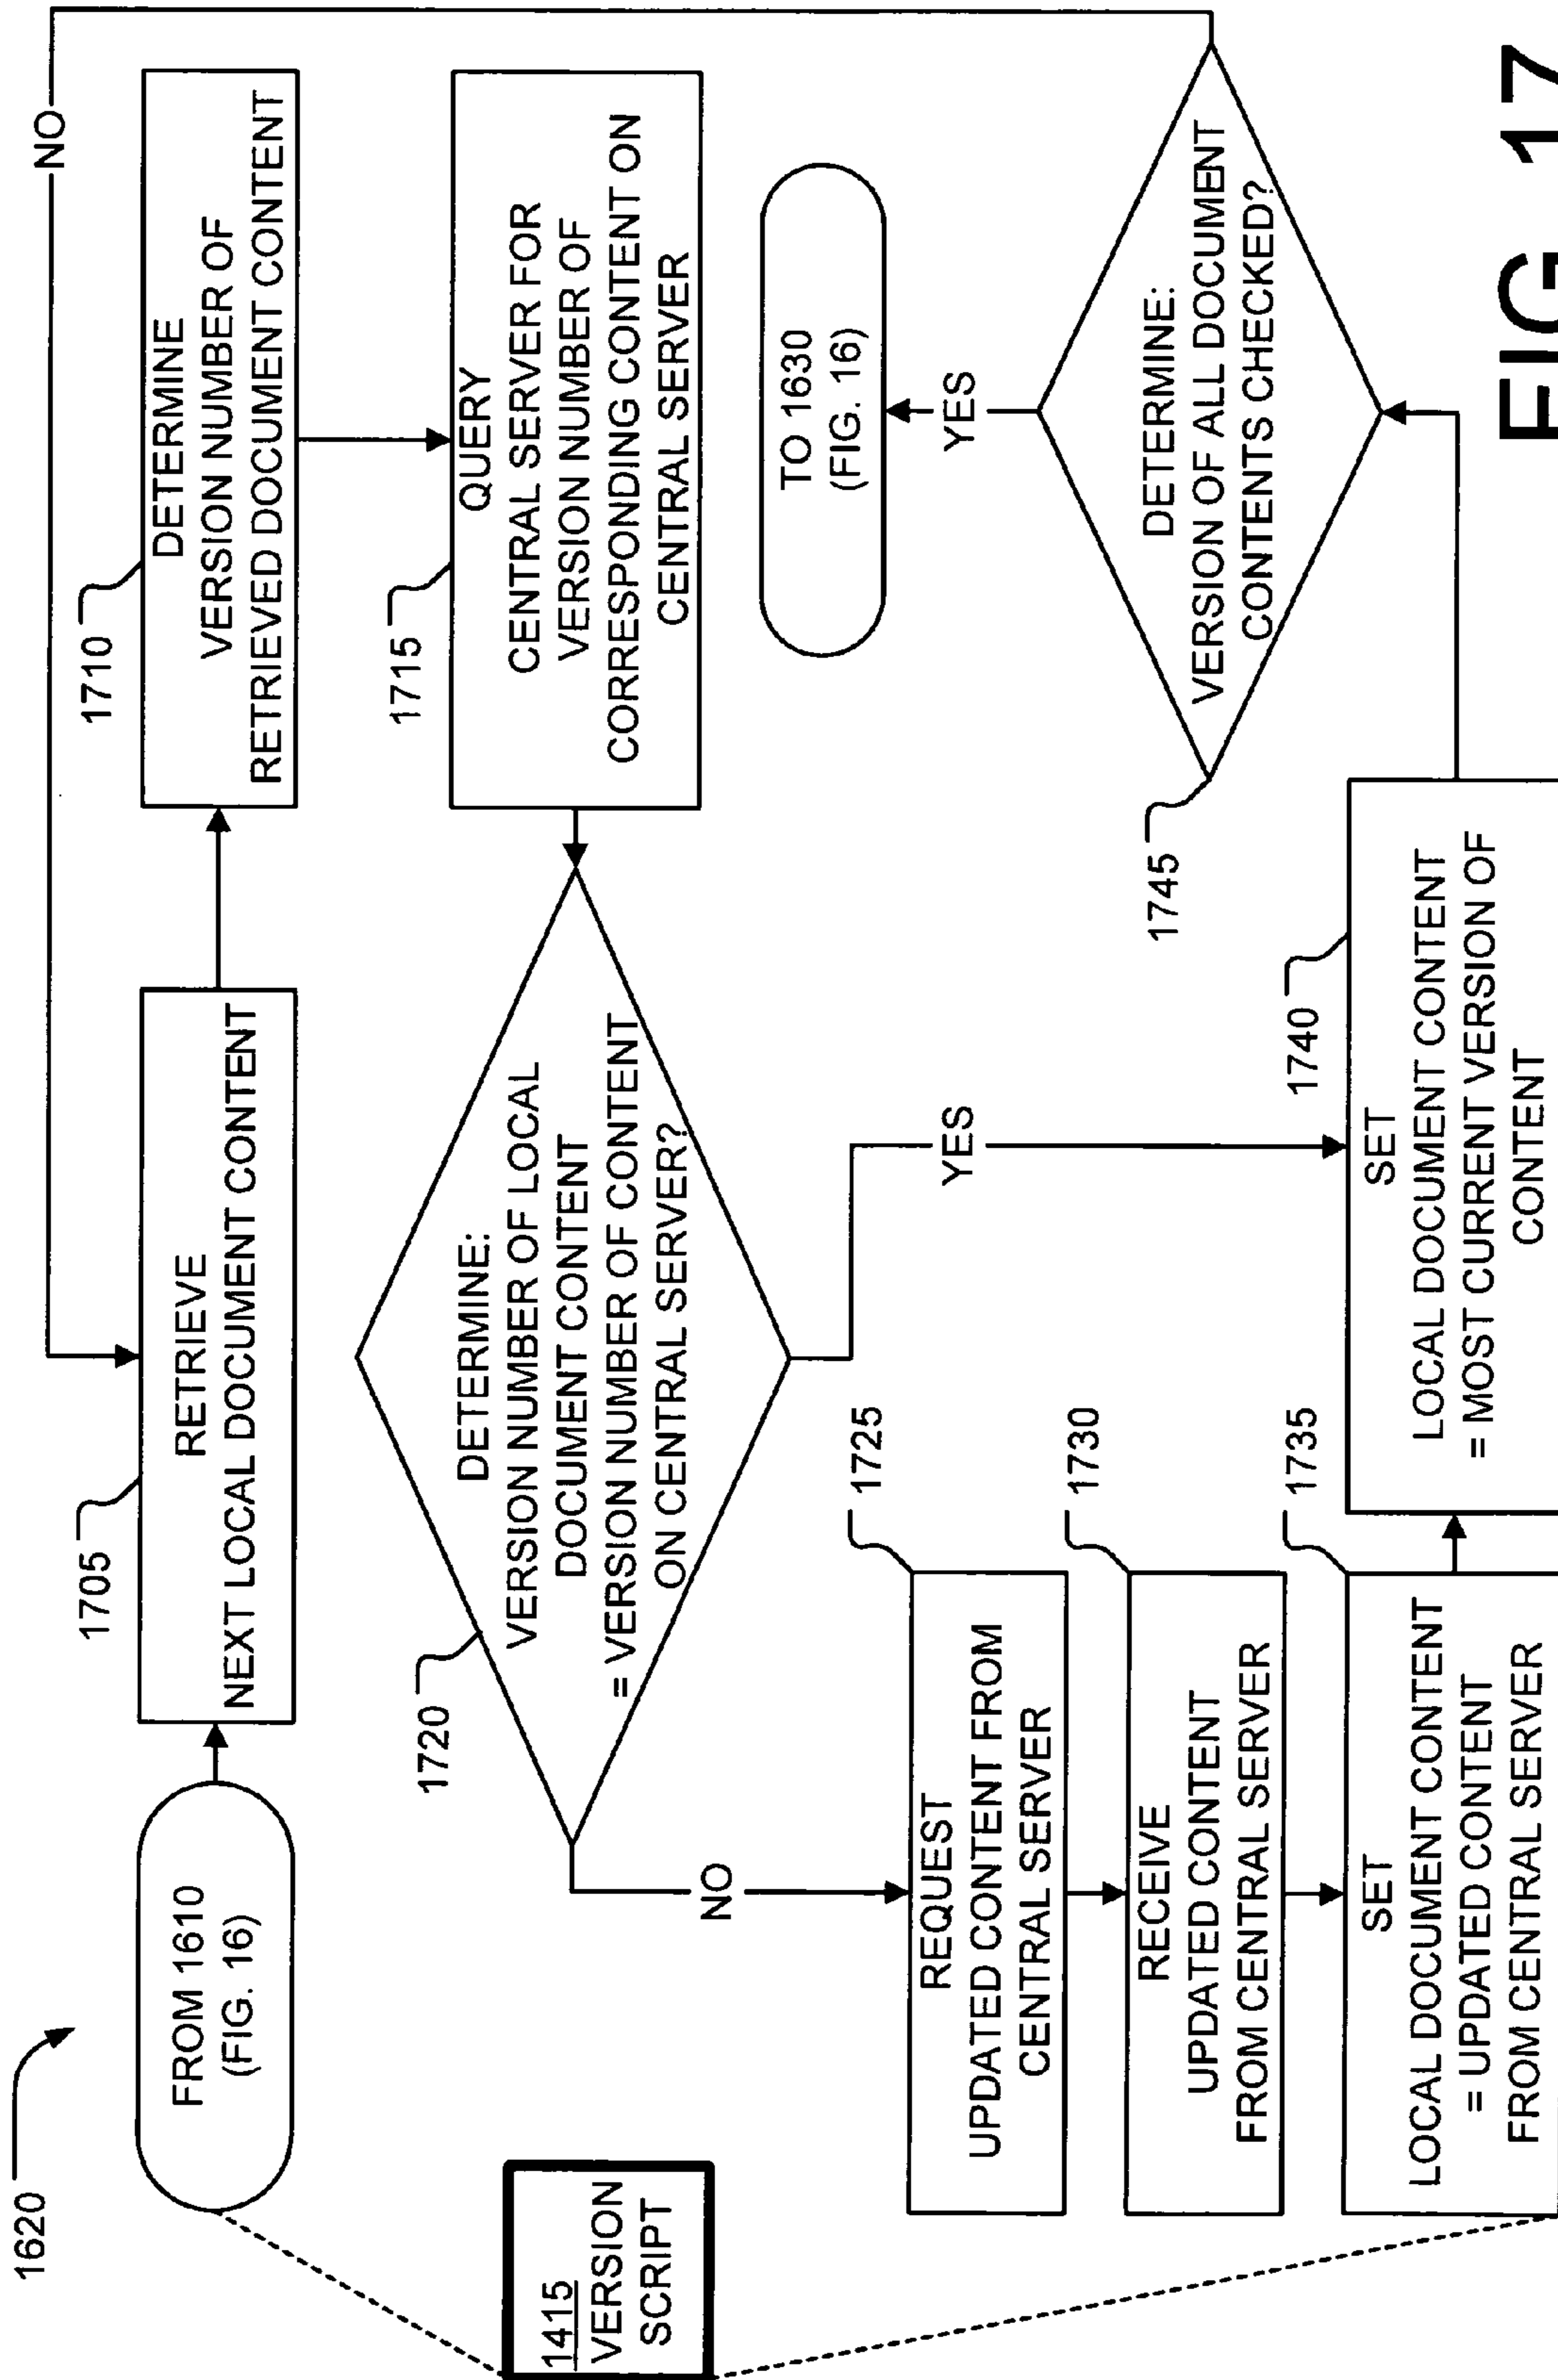 1620
FROM 1610
(FIG. 16)
1415
VERSION
SCRIPT
1705
RETRIEVE
NEXT LOCAL DOCUMENT CONTENT
1710
DETERMINE
VERSION NUMBER OF
RETRIEVED DOCUMENT CONTENT
NO
1715
QUERY
CENTRAL SERVER FOR
VERSION NUMBER OF
CORRESPONDING CONTENT ON
CENTRAL SERVER
1720
DETERMINE:
VERSION NUMBER OF LOCAL
DOCUMENT CONTENT
= VERSION NUMBER OF CONTENT
ON CENTRAL SERVER?
NO
YES
1725
REQUEST
UPDATED CONTENT FROM
CENTRAL SERVER
1730
RECEIVE
UPDATED CONTENT
FROM CENTRAL SERVER
1735
SET
LOCAL DOCUMENT CONTENT
= UPDATED CONTENT
FROM CENTRAL SERVER
1740
SET
LOCAL DOCUMENT CONTENT
= MOST CURRENT VERSION OF
CONTENT
1745
DETERMINE:
VERSION OF ALL DOCUMENT
CONTENTS CHECKED?
YES
TO 1630
(FIG. 16)
FIG. 17